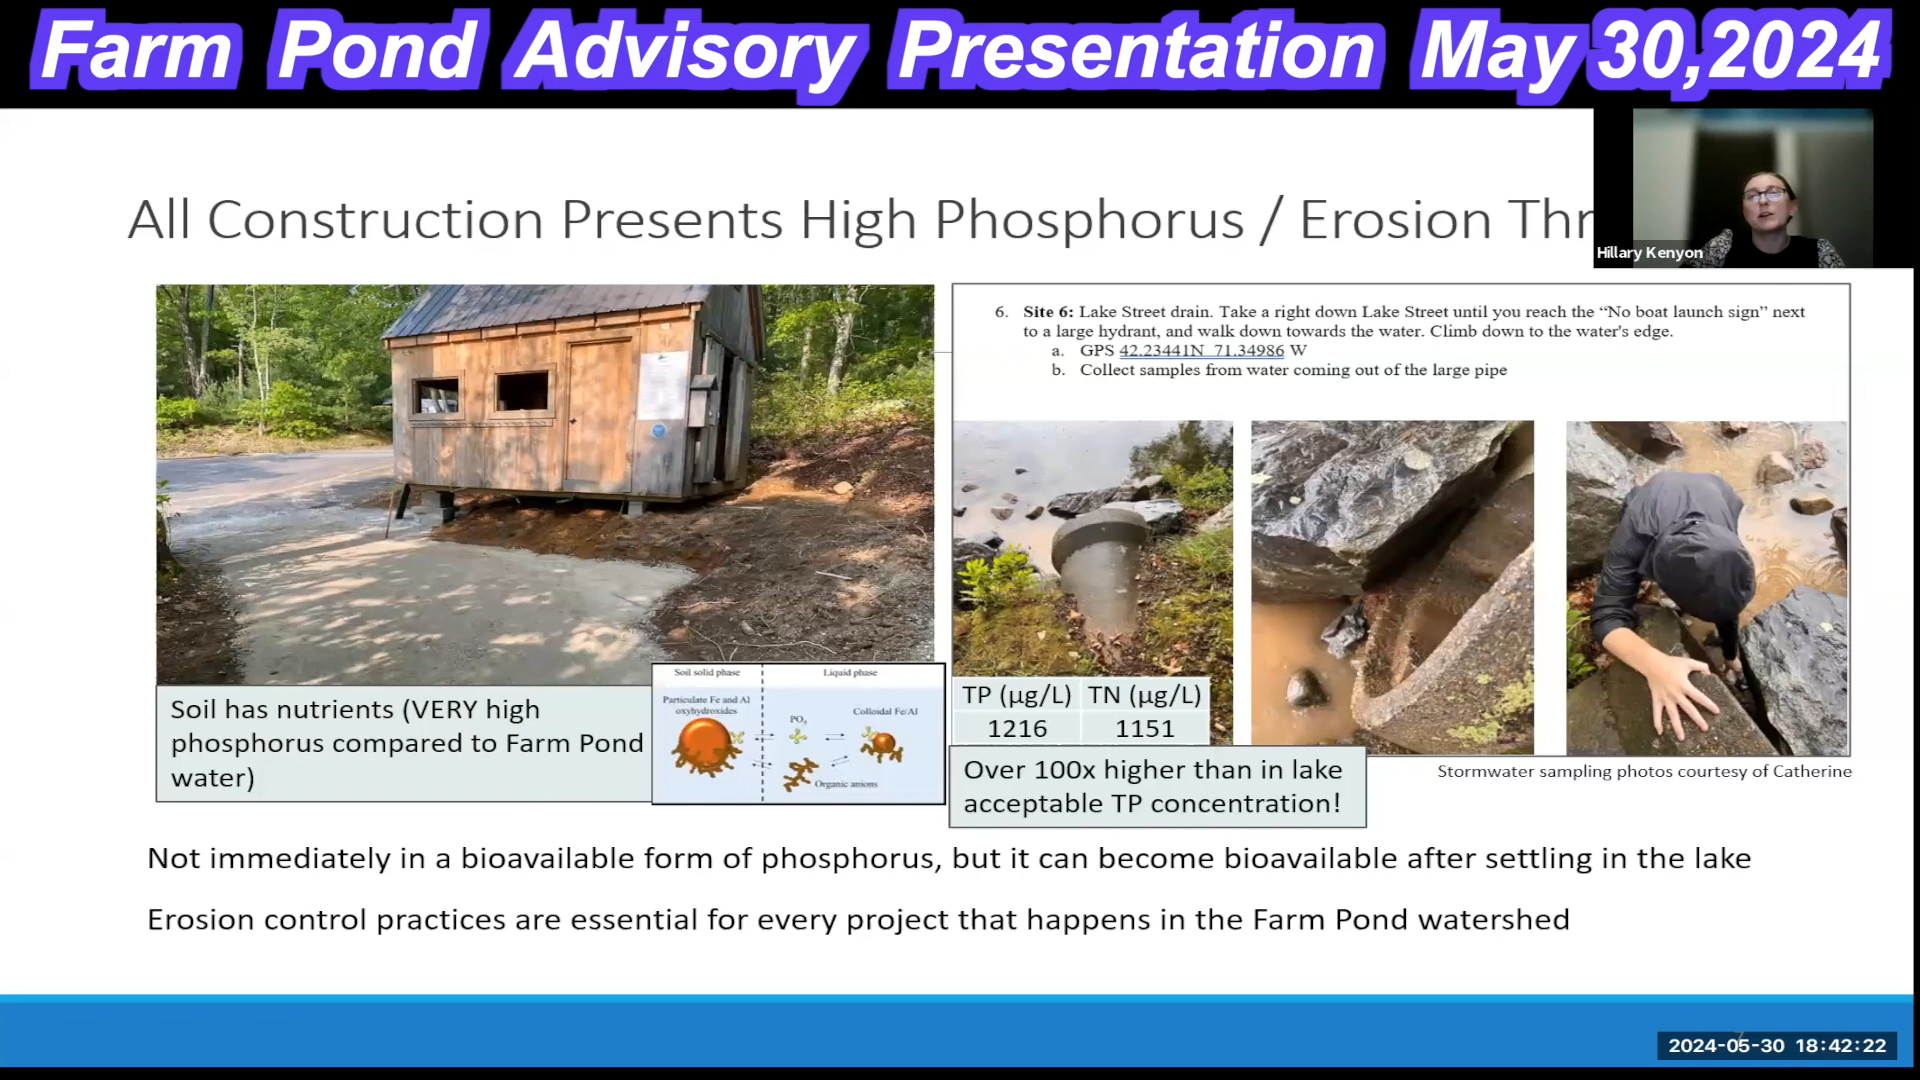 Farm Pond Advisory Presentation May 30,2024
All Construction Presents High Phosphorus / Erosion Thr
Hillary Kenyon
6. Site 6: Lake Street drain. Take a right down Lake Street until you reach the “No boat launch sign” next
to a large hydrant, and walk down towards the water. Climb down to the water's edge.
a. GPS 42.23441N 71.34986 W
b. Collect samples from water coming out of the large pipe
Soil has nutrients (VERY high
phosphorus compared to Farm Pond
water)
Soil solid phase
Liquid phase
Particulate Fe and Al
oxyhydroxides
PO4
Colloidal Fe/Al
Organic anions
TP (µg/L) TN (µg/L)
1216 1151
Over 100x higher than in lake
acceptable TP concentration!
Stormwater sampling photos courtesy of Catherine
Not immediately in a bioavailable form of phosphorus, but it can become bioavailable after settling in the lake
Erosion control practices are essential for every project that happens in the Farm Pond watershed
2024-05-30 18:42:22